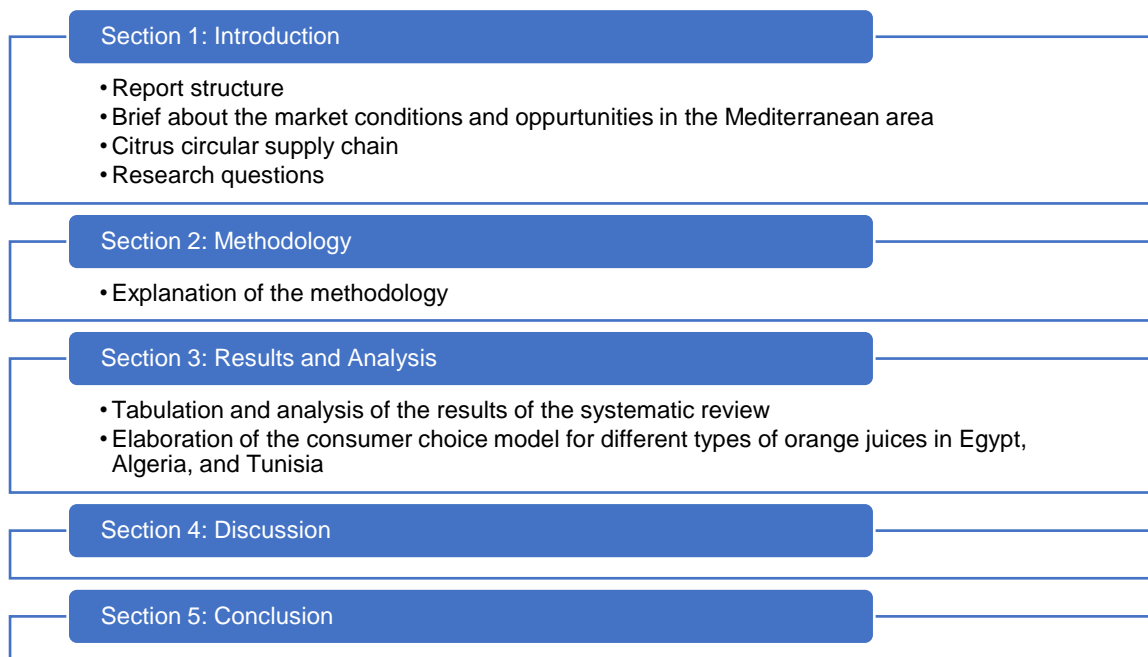 Section 1: Introduction
• Report structure
• Brief about the market conditions and oppurtunities in the Mediterranean area
• Citrus circular supply chain
• Research questions
Section 2: Methodology
• Explanation of the methodology
Section 3: Results and Analysis
• Tabulation and analysis of the results of the systematic review
• Elaboration of the consumer choice model for different types of orange juices in Egypt,
Algeria, and Tunisia
Section 4: Discussion
Section 5: Conclusion